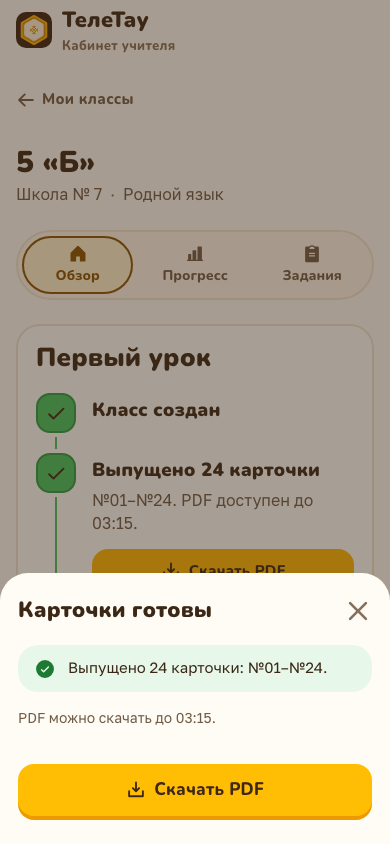 ТелеТау
Кабинет учителя
Мои классы
5 «Б»
Школа № 7 · Родной язык
Обзор
Прогресс
Задания
Первый урок
Класс создан
Выпущено 24 карточки
№01–№24. PDF доступен до
03:15.
Скачать PDF
Карточки готовы
Выпущено 24 карточки: №01–№24.
PDF можно скачать до 03:15.
Скачать PDF